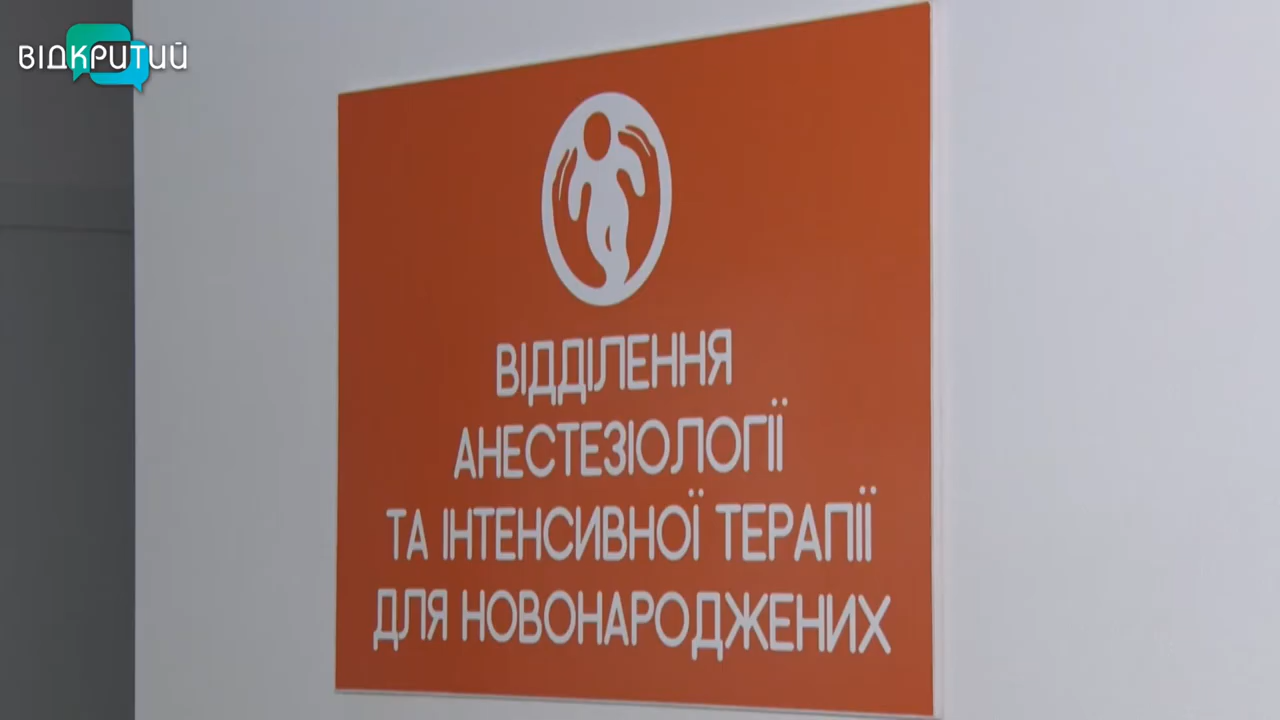 ВІДКРИТИЙ
ВІДДІЛЕННЯ
АНЕСТЕЗІОЛОГІЇ
ТА ІНТЕНСИВНОЇ ТЕРАПІЇ
ДЛЯ НОВОНАРОДЖЕНИХ